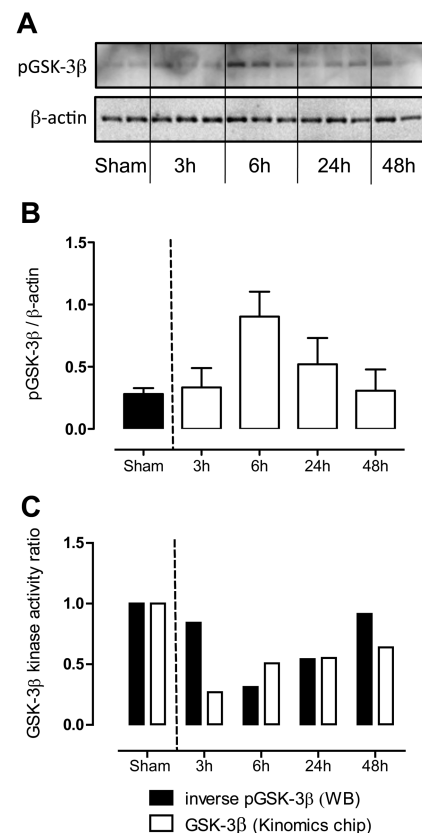 A
pGSK-3β
β-actin
Sham 3h 6h 24h 48h
B
pGSK-3β / β-actin
1.5
1.0
0.5
0.0
Sham 3h 6h 24h 48h
C
GSK-3β kinase activity ratio
1.5
1.0
0.5
0.0
Sham 3h 6h 24h 48h
inverse pGSK-3β (WB)
GSK-3β (Kinomics chip)